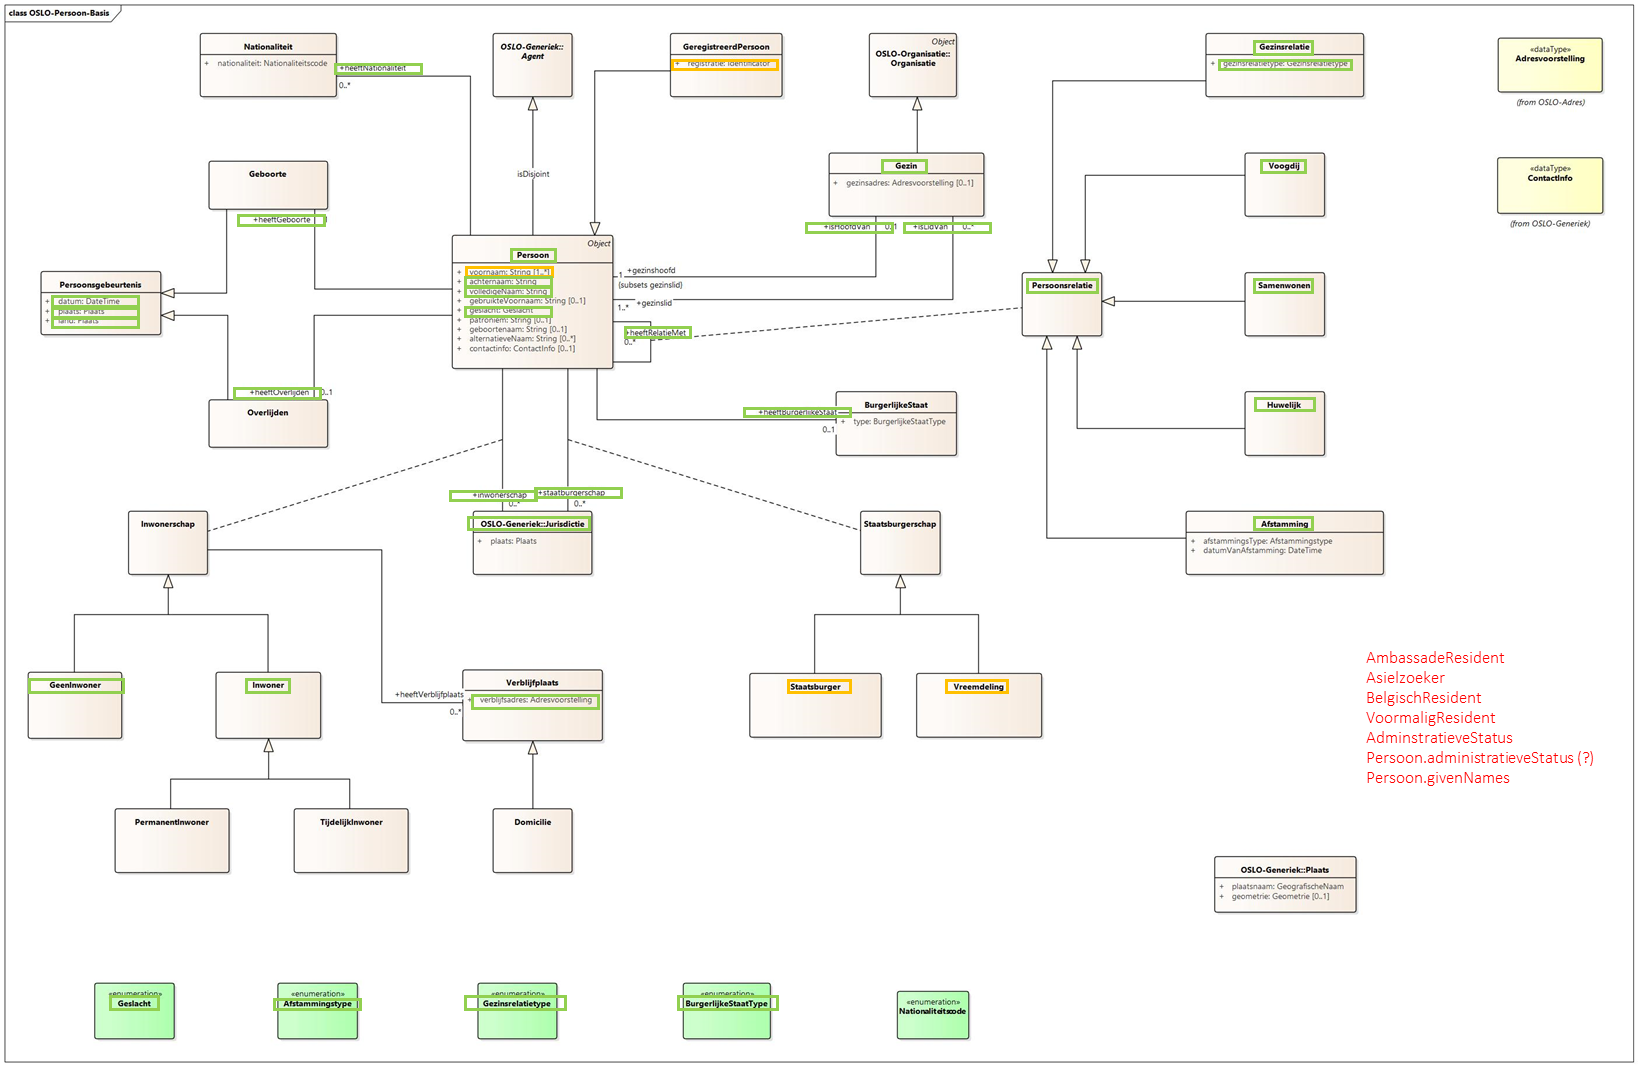 class OSLO-Persoon-Basis
Nationaliteit
+ nationaliteit: Nationaliteitscode
+heeftNationaliteit
0..*
OSLO-Generiek::
Agent
GeregistreerdPersoon
+ registratie: Identificator
Object
OSLO-Organisatie::
Organisatie
Gezinsrelatie
+ gezinsrelatietype: Gezinsrelatietype
«dataType»
Adresvoorstelling
(from OSLO-Adres)
Geboorte
+heeftGeboorte
isDisjoint
Gezin
+ gezinsadres: Adresvoorstelling [0..1]
+isHoofdVan 0..1
+isLidVan 0..*
Voogdij
«dataType»
ContactInfo
(from OSLO-Generiek)
Persoonsgebeurtenis
+ datum: DateTime
+ plaats: Plaats
+ land: Plaats
Object
Persoon
+ voornaam: String [1..*]
+ achternaam: String
+ volledigeNaam: String
+ gebruikteVoornaam: String [0..1]
+ geslacht: Geslacht
+ patroniem: String [0..1]
+ geboortenaam: String [0..1]
+ alternatieveNaam: String [0..*]
+ contactinfo: ContactInfo [0..1]
+gezinshoofd
1
{subsets gezinslid}
+gezinslid
1..*
+heeftRelatieMet
0..*
Persoonsrelatie
Samenwonen
+heeftOverlijden 0..1
Overlijden
+heeftBurgerlijkeStaat
0..1
BurgerlijkeStaat
+ type: BurgerlijkeStaatType
Huwelijk
+inwonerschap
0..*
+staatburgerschap
0..*
Inwonerschap
OSLO-Generiek::Jurisdictie
+ plaats: Plaats
Staatsburgerschap
Afstamming
+ afstammingsType: Afstammingstype
+ datumVanAfstamming: DateTime
GeenInwoner
Inwoner
+heeftVerblijfplaats
0..*
Verblijfplaats
+ verblijfsadres: Adresvoorstelling
Staatsburger
Vreemdeling
AmbassadeResident
Asielzoeker
BelgischResident
VoormaligResident
AdminstratieveStatus
Persoon.administratieveStatus (?)
Persoon.givenNames
PermanentInwoner
TijdelijkInwoner
Domicilie
OSLO-Generiek::Plaats
+ plaatsnaam: GeografischeNaam
+ geometrie: Geometrie [0..1]
«enumeration»
Geslacht
«enumeration»
Afstammingstype
«enumeration»
Gezinsrelatietype
«enumeration»
BurgerlijkeStaatType
«enumeration»
Nationaliteitscode